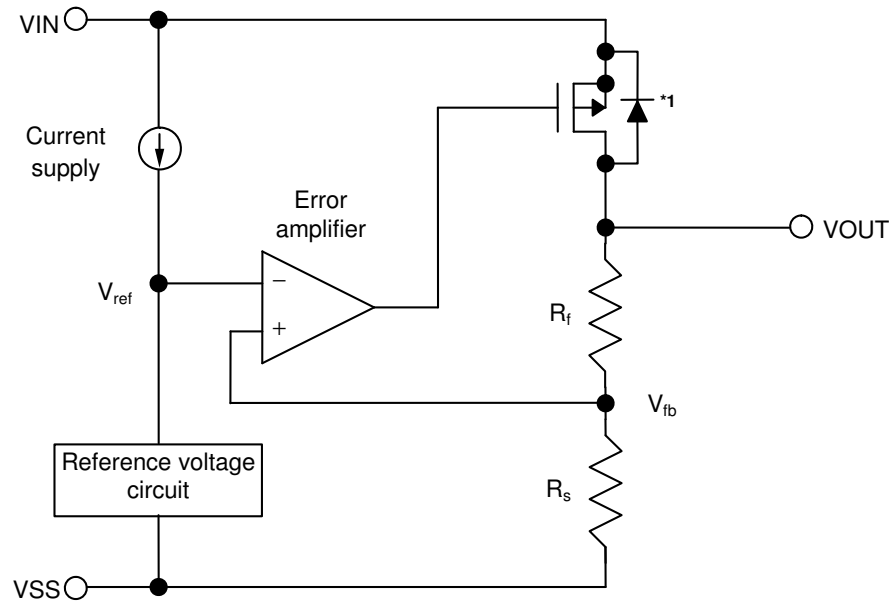 VIN
*1
Current
supply
Error
amplifier
VOUT
Vref
−
+
Rf
Vfb
Reference voltage
circuit
Rs
VSS